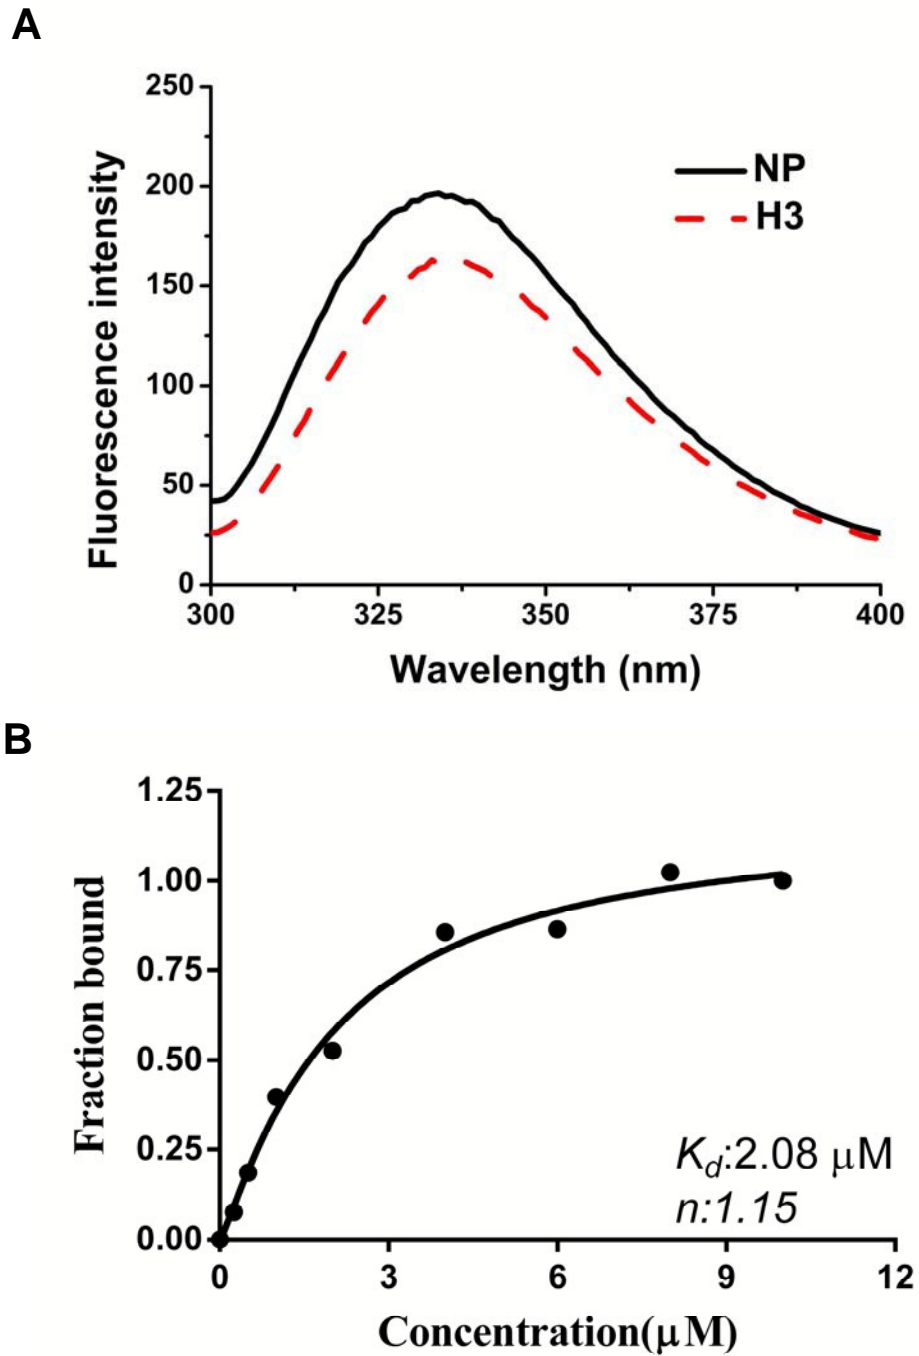 A
250
200
150
100
50
0
Fluorescence intensity
NP
H3
300 325 350 375 400
Wavelength (nm)
B
1.25
1.00
0.75
0.50
0.25
0.00
Fraction bound
Kd:2.08 μM
n:1.15
0 3 6 9 12
Concentration(μM)